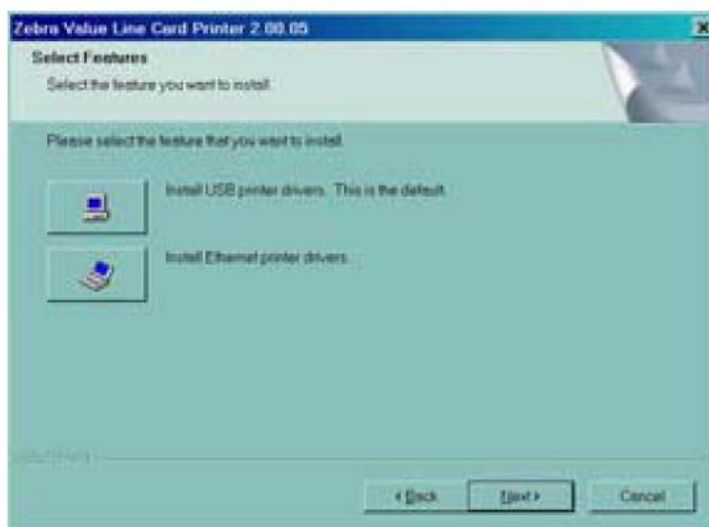 Zebra Value Line Card Printer 2.00.05
Select Features
Select the feature you want to install.
Please select the feature that you want to install.
Install USB printer drivers. This is the default.
Install Ethernet printer drivers.
< Back
Next >
Cancel